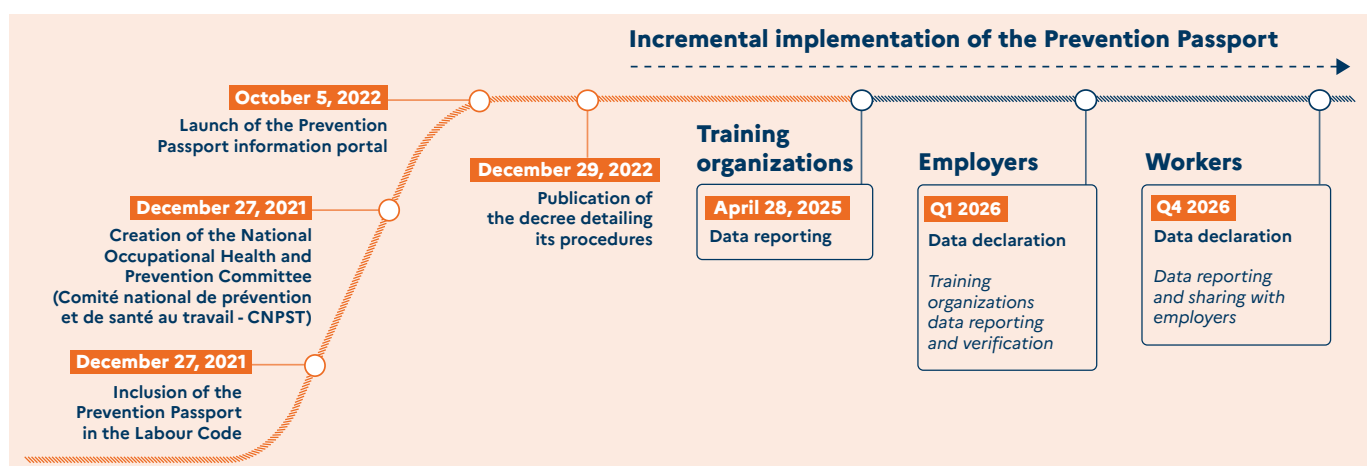 Incremental implementation of the Prevention Passport
October 5, 2022
Launch of the Prevention
Passport information portal
December 27, 2021
Creation of the National
Occupational Health and
Prevention Committee
(Comité national de prévention
et de santé au travail - CNPST)
December 27, 2021
Inclusion of the
Prevention Passport
in the Labour Code
December 29, 2022
Publication of
the decree detailing
its procedures
Training
organizations
April 28, 2025
Data reporting
Employers
Q1 2026
Data declaration
Training
organizations
data reporting
and verification
Workers
Q4 2026
Data declaration
Data reporting
and sharing with
employers